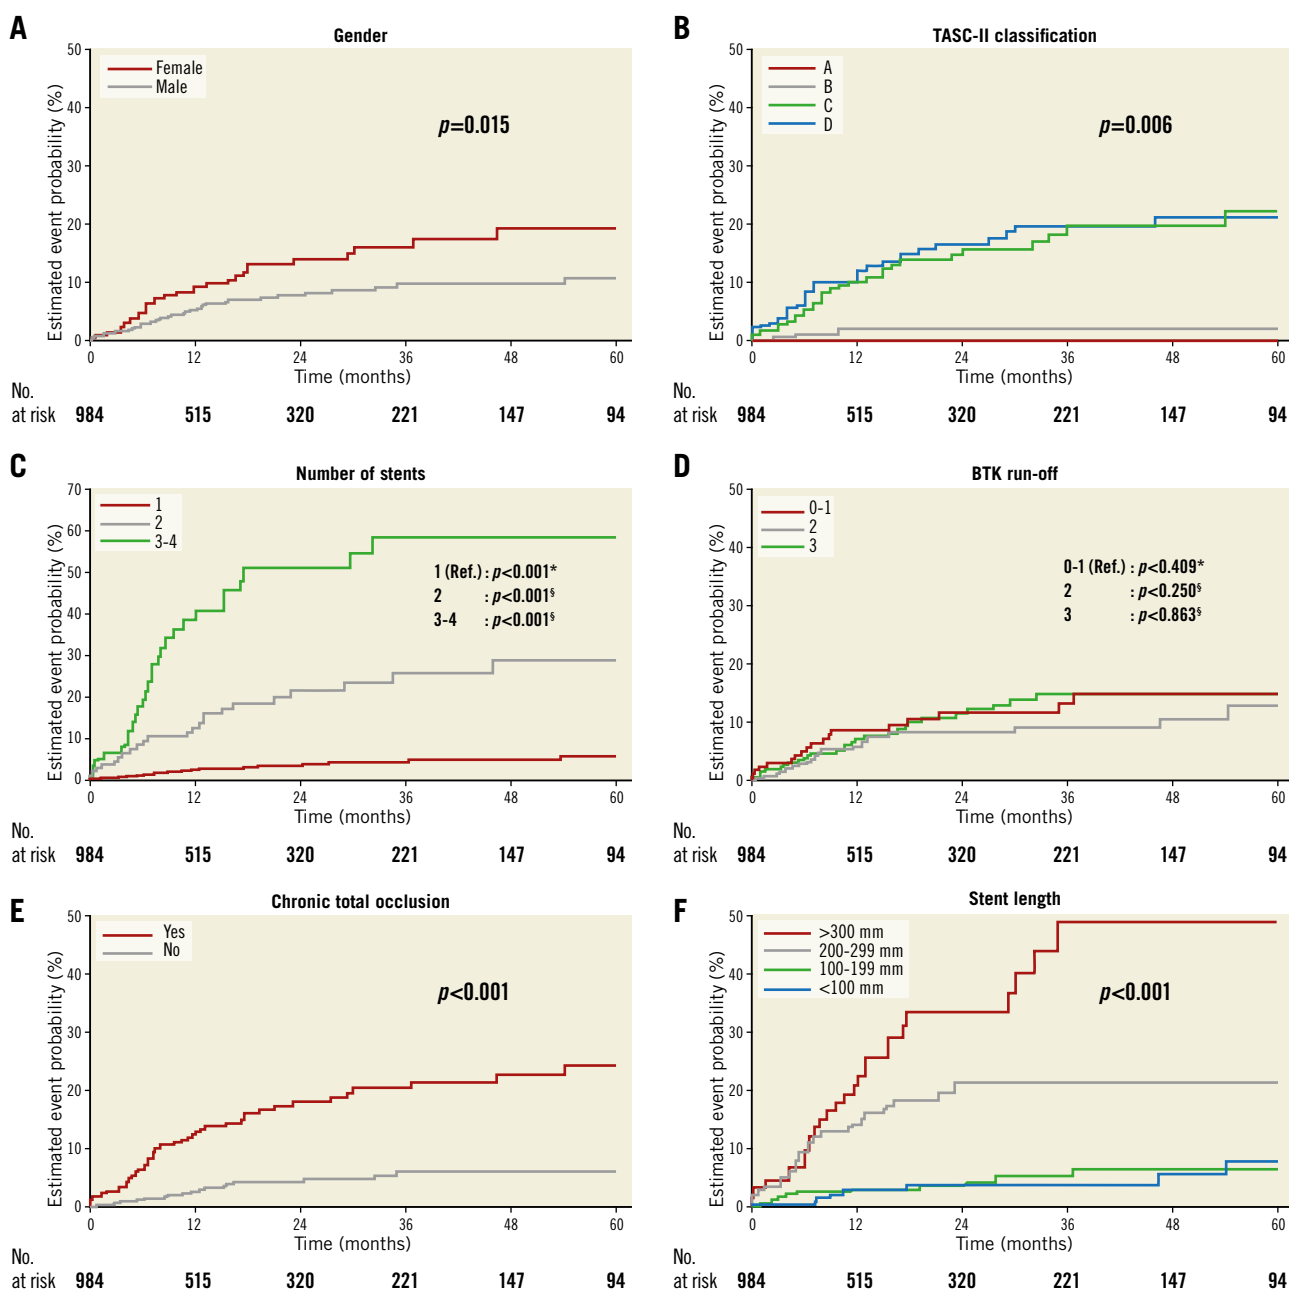 A
Gender
Estimated event probability (%)
50
40
30
20
10
0
Female
Male
p=0.015
0 12 24 36 48 60
Time (months)
No.
at risk 984 515 320 221 147 94
B
TASC-II classification
Estimated event probability (%)
50
40
30
20
10
0
A
B
C
D
p=0.006
0 12 24 36 48 60
Time (months)
No.
at risk 984 515 320 221 147 94
C
Number of stents
Estimated event probability (%)
70
60
50
40
30
20
10
0
1
2
3-4
1 (Ref.) : p<0.001*
2 : p<0.001§
3-4 : p<0.001§
0 12 24 36 48 60
Time (months)
No.
at risk 984 515 320 221 147 94
D
BTK run-off
Estimated event probability (%)
50
40
30
20
10
0
0-1
2
3
0-1 (Ref.) : p<0.409*
2 : p<0.250§
3 : p<0.863§
0 12 24 36 48 60
Time (months)
No.
at risk 984 515 320 221 147 94
E
Chronic total occlusion
Estimated event probability (%)
50
40
30
20
10
0
Yes
No
p<0.001
0 12 24 36 48 60
Time (months)
No.
at risk 984 515 320 221 147 94
F
Stent length
Estimated event probability (%)
50
40
30
20
10
0
>300 mm
200-299 mm
100-199 mm
<100 mm
p<0.001
0 12 24 36 48 60
Time (months)
No.
at risk 984 515 320 221 147 94